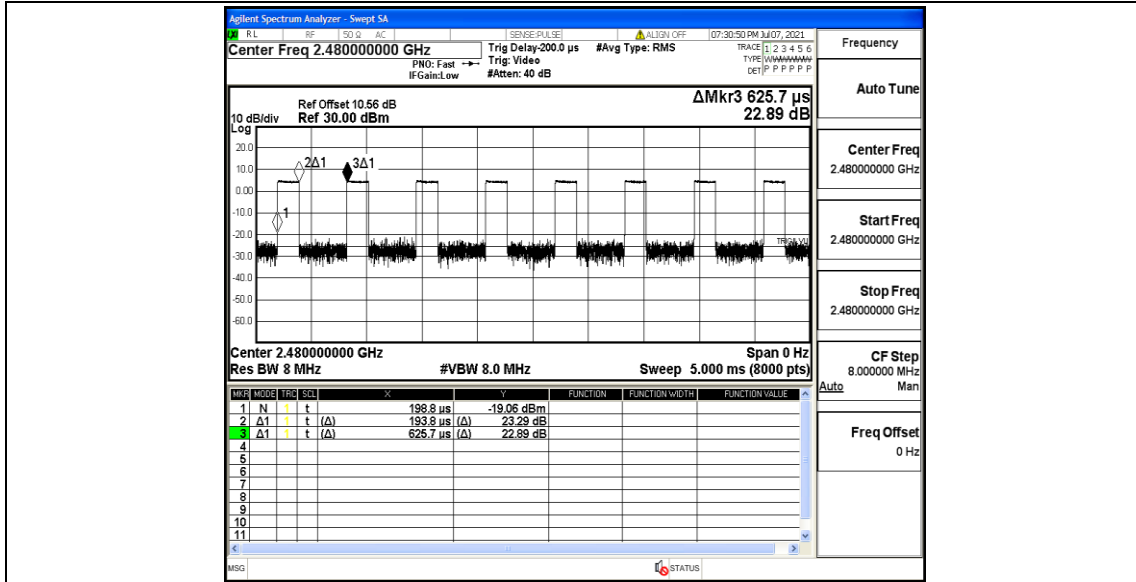 Agilent Spectrum Analyzer - Swept SA
LXI RL RF 50 Ω AC SENSE:PULSE ALIGN OFF 07:30:50 PM Jul 07, 2021
Center Freq 2.480000000 GHz
PNO: Fast
IFGain:Low
Trig Delay-200.0 µs
Trig: Video
#Atten: 40 dB
#Avg Type: RMS
TRACE 1 2 3 4 5 6
TYPE WWWWWW
DET P P P P P P
ΔMkr3 625.7 µs
22.89 dB
Ref Offset 10.56 dB
10 dB/div Ref 30.00 dBm
Log
20.0
10.0
0.00
-10.0
-20.0
-30.0
-40.0
-50.0
-60.0
2Δ1
3Δ1
1
Center 2.480000000 GHz Span 0 Hz
Res BW 8 MHz #VBW 8.0 MHz Sweep 5.000 ms (8000 pts)
MKR MODE TRC SCL X Y FUNCTION FUNCTION WIDTH FUNCTION VALUE
1 N 1 t 198.8 µs -19.06 dBm
2 Δ1 1 t (Δ) 193.8 µs (Δ) 23.29 dB
3 Δ1 1 t (Δ) 625.7 µs (Δ) 22.89 dB
4
5
6
7
8
9
10
11
MSG STATUS
Frequency
Auto Tune
Center Freq
2.480000000 GHz
Start Freq
2.480000000 GHz
Stop Freq
2.480000000 GHz
CF Step
8.000000 MHz
Auto Man
Freq Offset
0 Hz